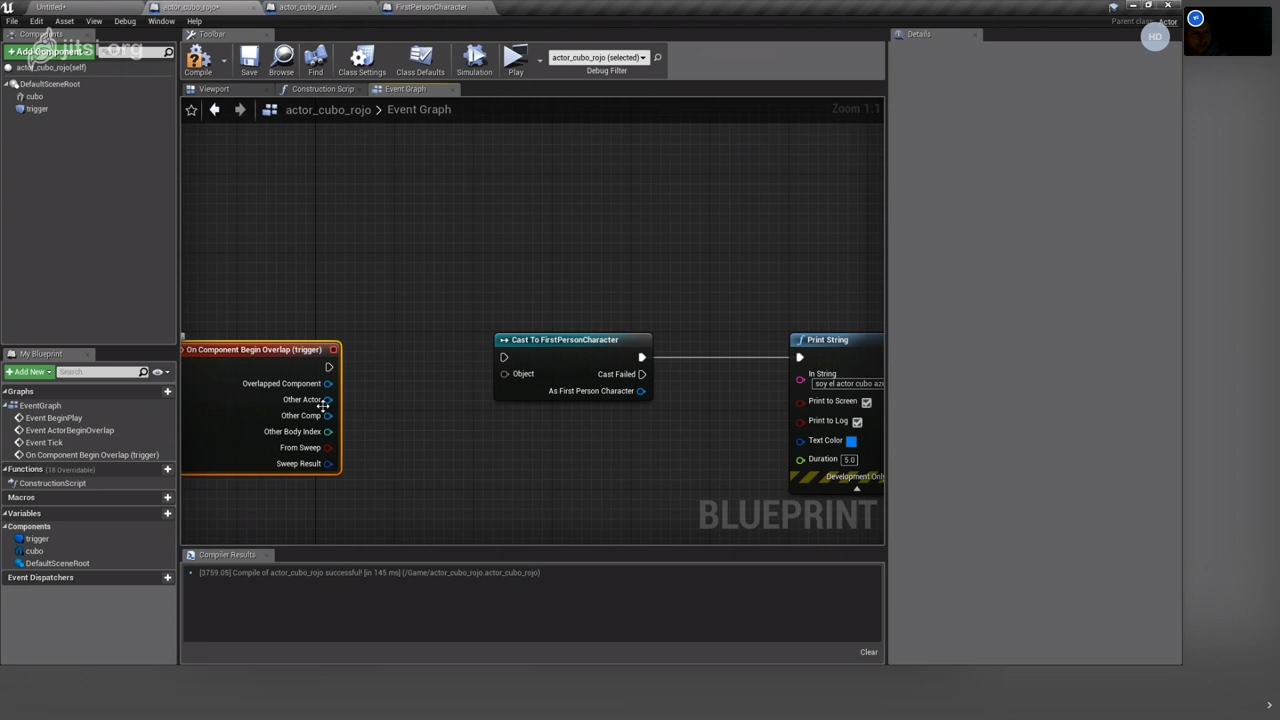 Untitled*
actor_cubo_rojo*
actor_cubo_azul*
FirstPersonCharacter
File Edit Asset View Debug Window Help
Parent class: Actor
Components
Toolbar
Details
+ Add Component
jitsi.org
HD
actor_cubo_rojo(self)
DefaultSceneRoot
cubo
trigger
Compile
Save
Browse
Find
Class Settings
Class Defaults
Simulation
Play
actor_cubo_rojo (selected)
Debug Filter
Viewport
Construction Scrip
Event Graph
actor_cubo_rojo > Event Graph
Zoom 1:1
On Component Begin Overlap (trigger)
Overlapped Component
Other Actor
Other Comp
Other Body Index
From Sweep
Sweep Result
Cast To FirstPersonCharacter
Object
Cast Failed
As First Person Character
Print String
In String
soy el actor cubo azu
Print to Screen
Print to Log
Text Color
Duration 5.0
Development Only
BLUEPRINT
My Blueprint
+ Add New
Search
Graphs
EventGraph
Event BeginPlay
Event ActorBeginOverlap
Event Tick
On Component Begin Overlap (trigger)
Functions (18 Overridable)
ConstructionScript
Macros
Variables
Components
trigger
cubo
DefaultSceneRoot
Event Dispatchers
Compiler Results
[3759.05] Compile of actor_cubo_rojo successful! [in 145 ms] (/Game/actor_cubo_rojo.actor_cubo_rojo)
Clear